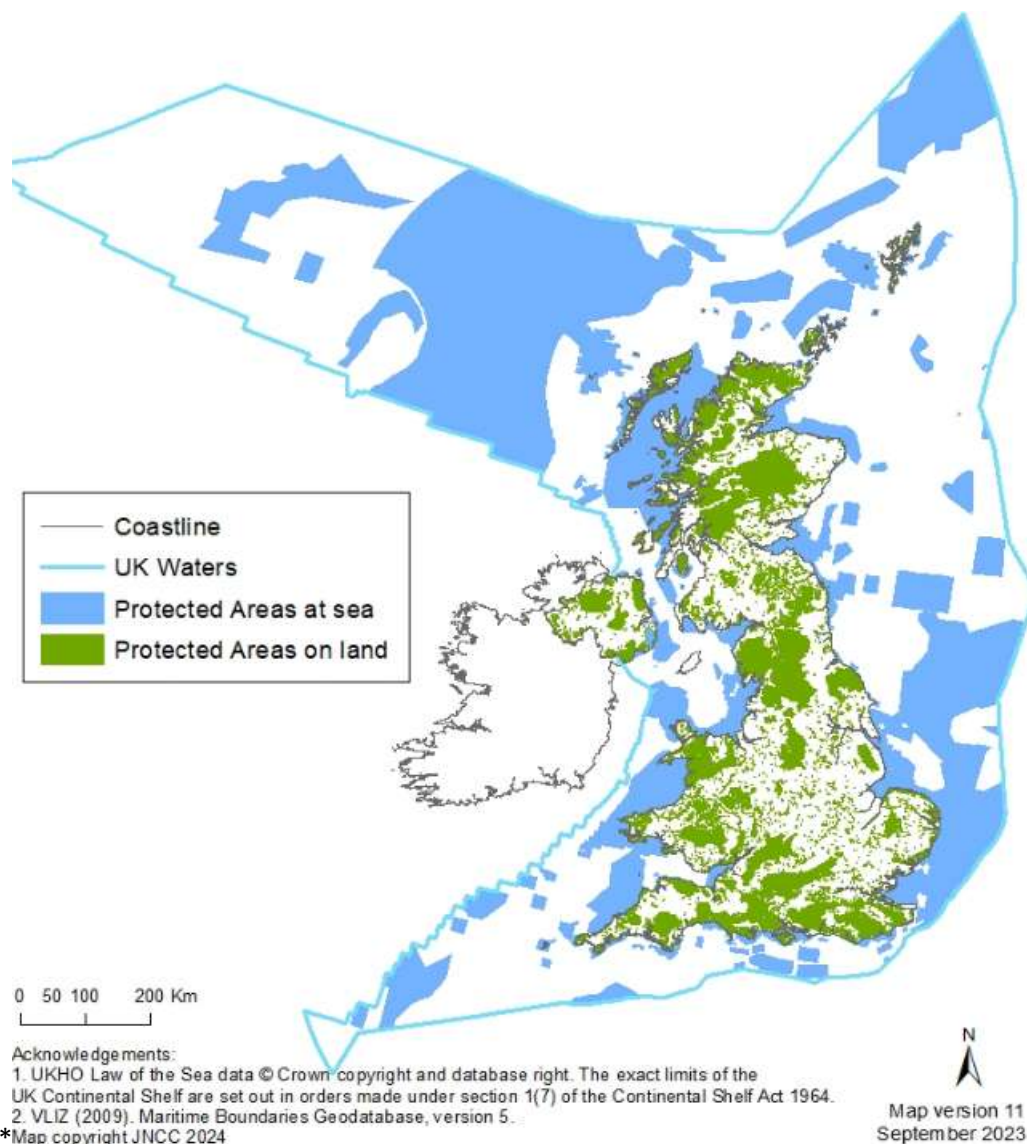 Coastline
UK Waters
Protected Areas at sea
Protected Areas on land
0 50 100 200 Km
Acknowledgements:
1. UKHO Law of the Sea data © Crown copyright and database right. The exact limits of the
UK Continental Shelf are set out in orders made under section 1(7) of the Continental Shelf Act 1964.
2. VLIZ (2009). Maritime Boundaries Geodatabase, version 5.
*Map copyright JNCC 2024
N
Map version 11
September 2023